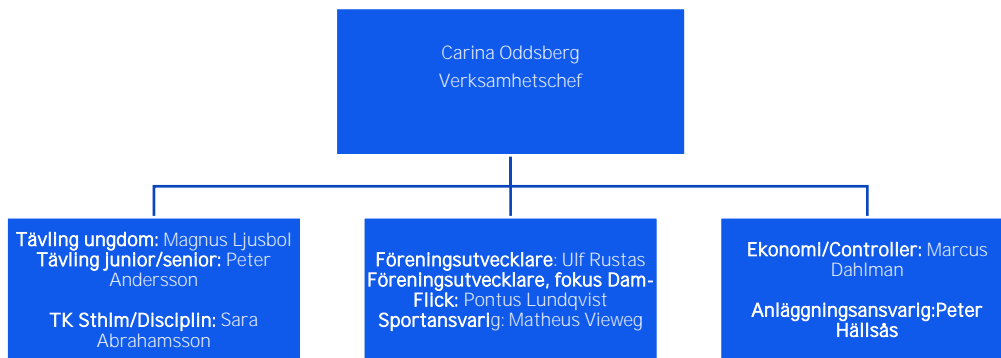 Carina Oddsberg
Verksamhetschef
Tävling ungdom: Magnus Ljusbol
Tävling junior/senior: Peter
Andersson
TK Sthlm/Disciplin: Sara
Abrahamsson
Föreningsutvecklare: Ulf Rustas
Föreningsutvecklare, fokus Dam-
Flick: Pontus Lundqvist
Sportansvarig: Matheus Vieweg
Ekonomi/Controller: Marcus
Dahlman
Anläggningsansvarig:Peter
Hällsås